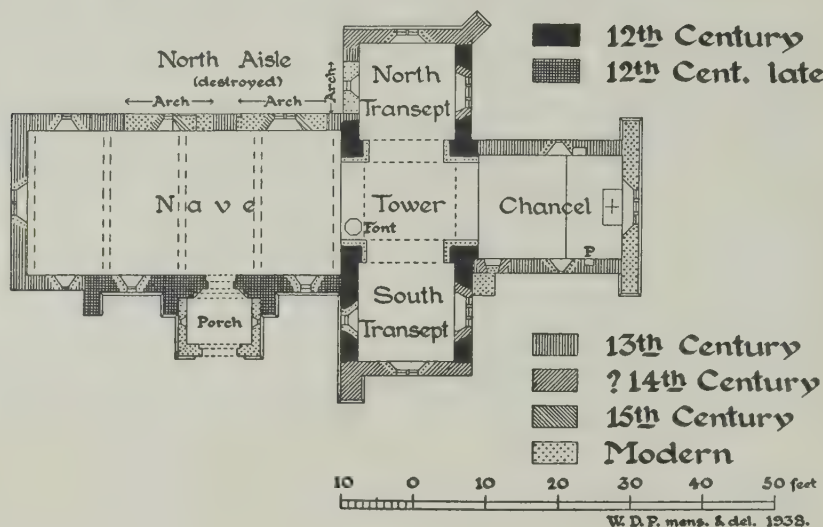 12th Century
12th Cent. late
North Aisle
(destroyed)
Arch
Arch
Arch
North
Transept
Nave
Tower
Chancel
Font
P
South
Transept
Porch
13th Century
?14th Century
15th Century
Modern
10 0 10 20 30 40 50 feet
W. D. P. mens. & del. 1938.